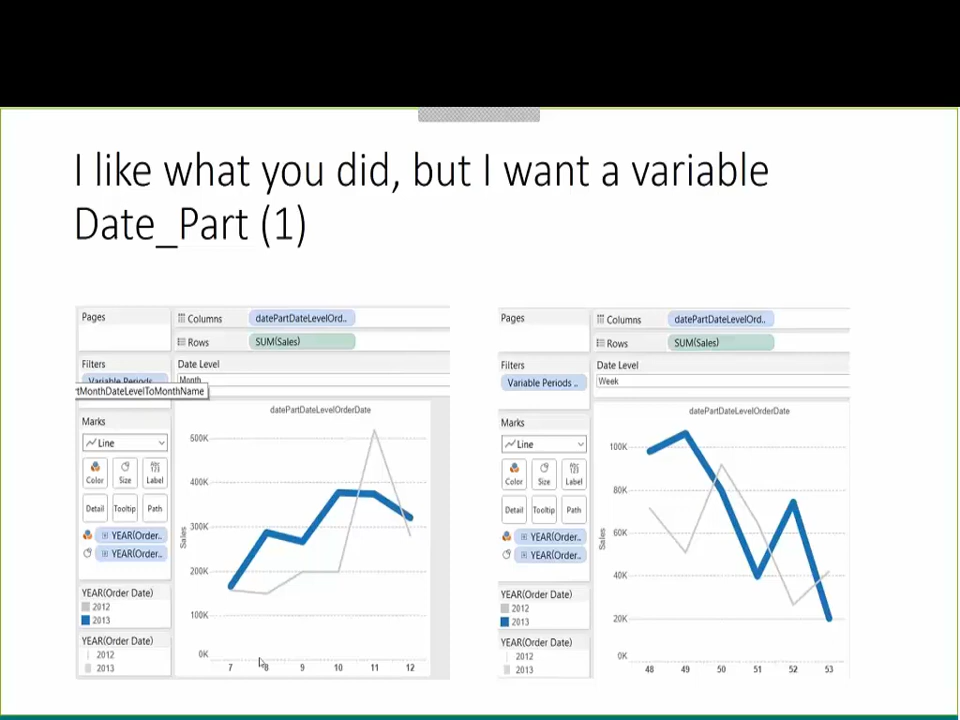 I like what you did, but I want a variable
Date_Part (1)
Pages
Columns
datePartDateLevelOrd..
Rows
SUM(Sales)
Filters
Variable Periods
Date Level
Month
tMonthDateLevelToMonthName
Marks
Line
Color
Size
Label
Detail
Tooltip
Path
YEAR(Order..
YEAR(Order..
YEAR(Order Date)
2012
2013
YEAR(Order Date)
2012
2013
datePartDateLevelOrderDate
Sales
500K
400K
300K
200K
100K
0K
7 8 9 10 11 12
Pages
Columns
datePartDateLevelOrd..
Rows
SUM(Sales)
Filters
Variable Periods ..
Date Level
Week
Marks
Line
Color
Size
Label
Detail
Tooltip
Path
YEAR(Order..
YEAR(Order..
YEAR(Order Date)
2012
2013
YEAR(Order Date)
2012
2013
datePartDateLevelOrderDate
Sales
100K
80K
60K
40K
20K
0K
48 49 50 51 52 53